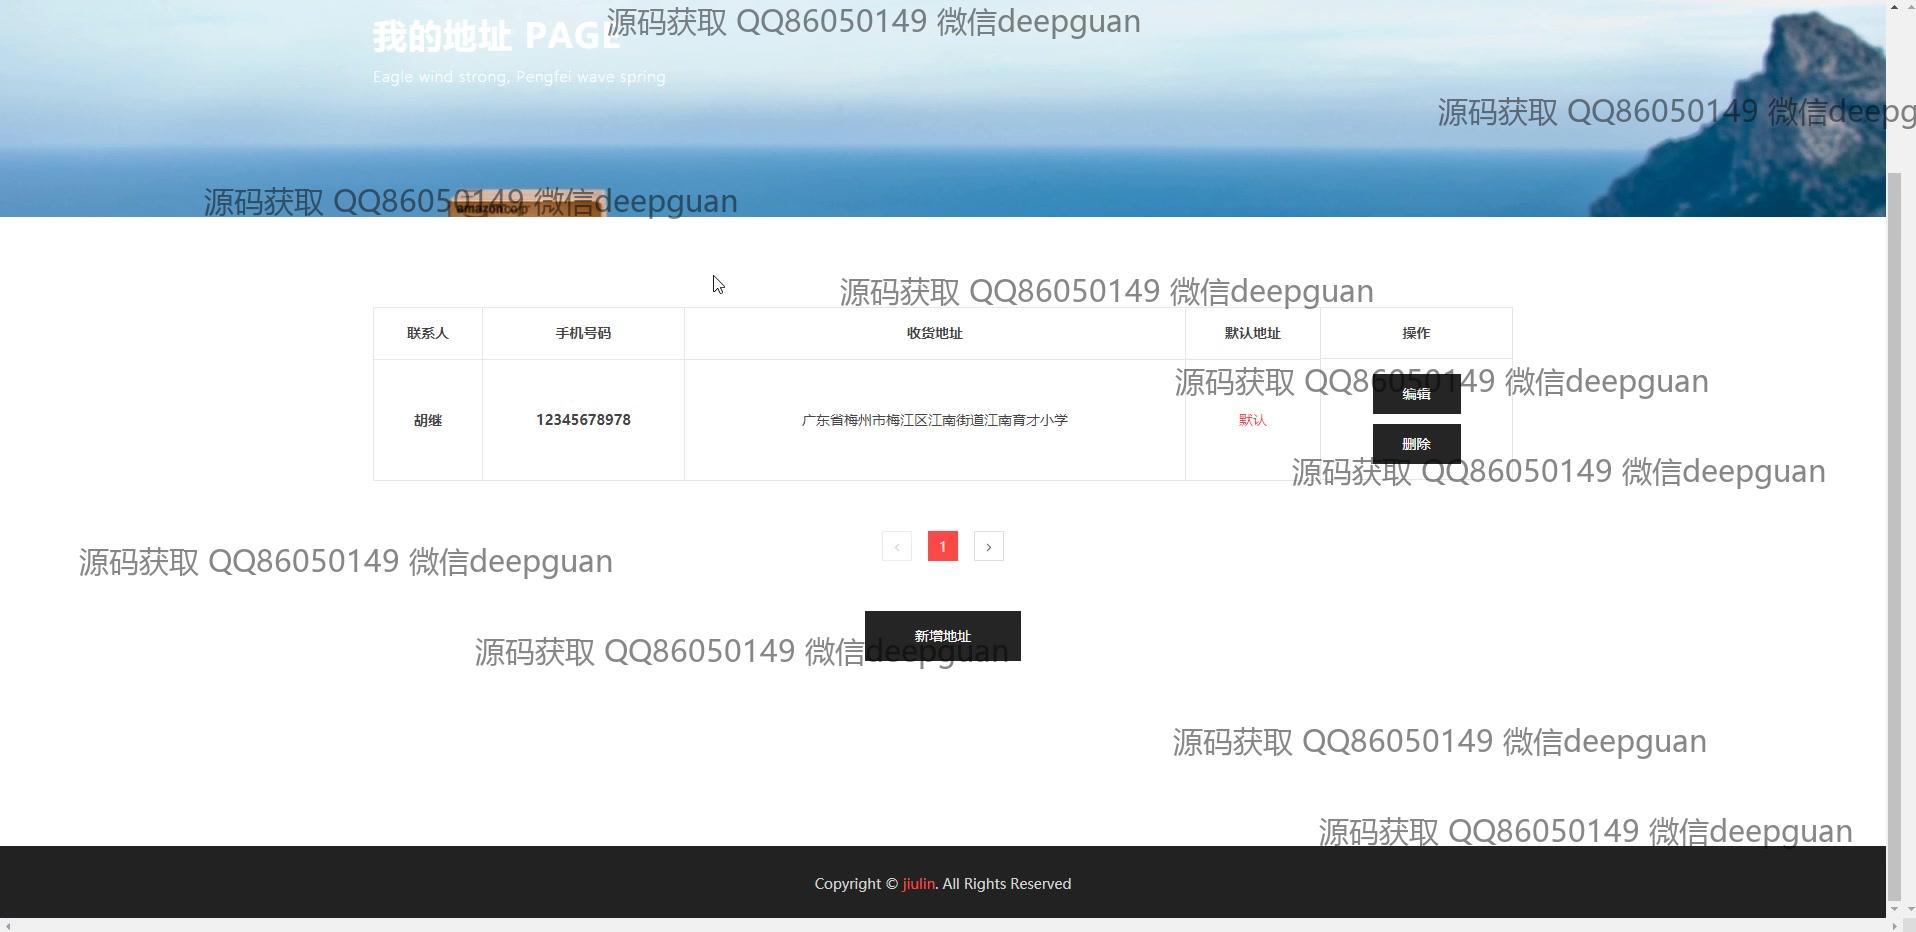 我的地址 PAGE
源码获取 QQ86050149 微信deepguan
Eagle wind strong, Pengfei wave spring
源码获取 QQ86050149 微信deepg
源码获取 QQ86050149 微信deepguan
源码获取 QQ86050149 微信deepguan
联系人 手机号码 收货地址 默认地址 操作
源码获取 QQ86050149 微信deepguan
编辑
胡继 12345678978 广东省梅州市梅江区江南街道江南育才小学 默认
删除
源码获取 QQ86050149 微信deepguan
< 1 >
源码获取 QQ86050149 微信deepguan
新增地址
源码获取 QQ86050149 微信deepguan
源码获取 QQ86050149 微信deepguan
源码获取 QQ86050149 微信deepguan
Copyright © jiulin. All Rights Reserved